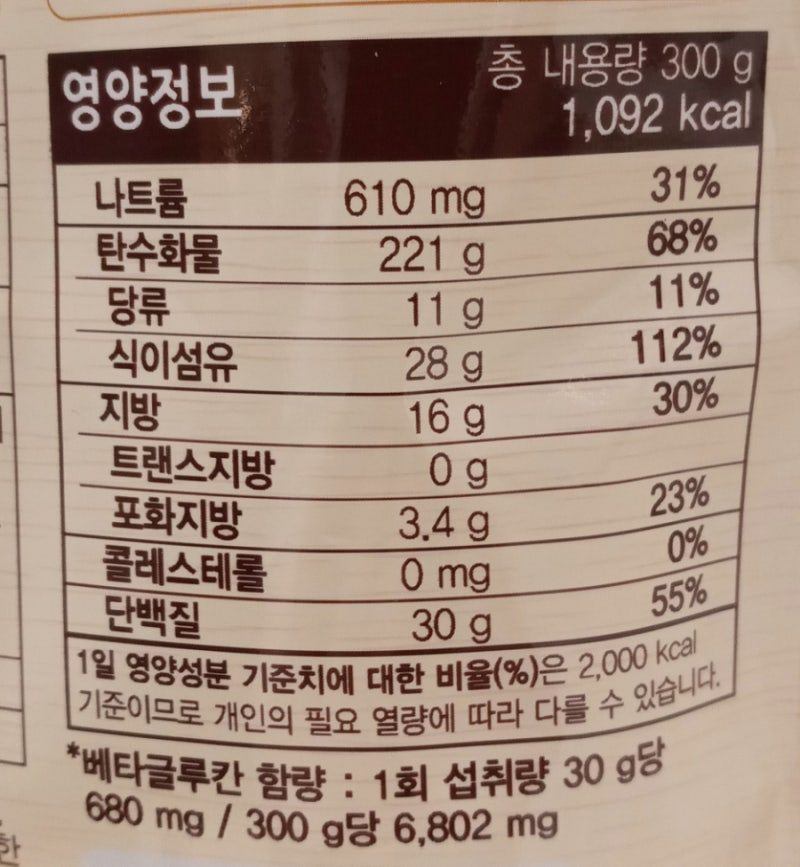 영양정보
총 내용량 300 g
1,092 kcal
나트륨 610 mg 31%
탄수화물 221 g 68%
당류 11 g 11%
식이섬유 28 g 112%
지방 16 g 30%
트랜스지방 0 g
포화지방 3.4 g 23%
콜레스테롤 0 mg 0%
단백질 30 g 55%
1일 영양성분 기준치에 대한 비율(%)은 2,000 kcal
기준이므로 개인의 필요 열량에 따라 다를 수 있습니다.
*베타글루칸 함량 : 1회 섭취량 30 g당
680 mg / 300 g당 6,802 mg
한